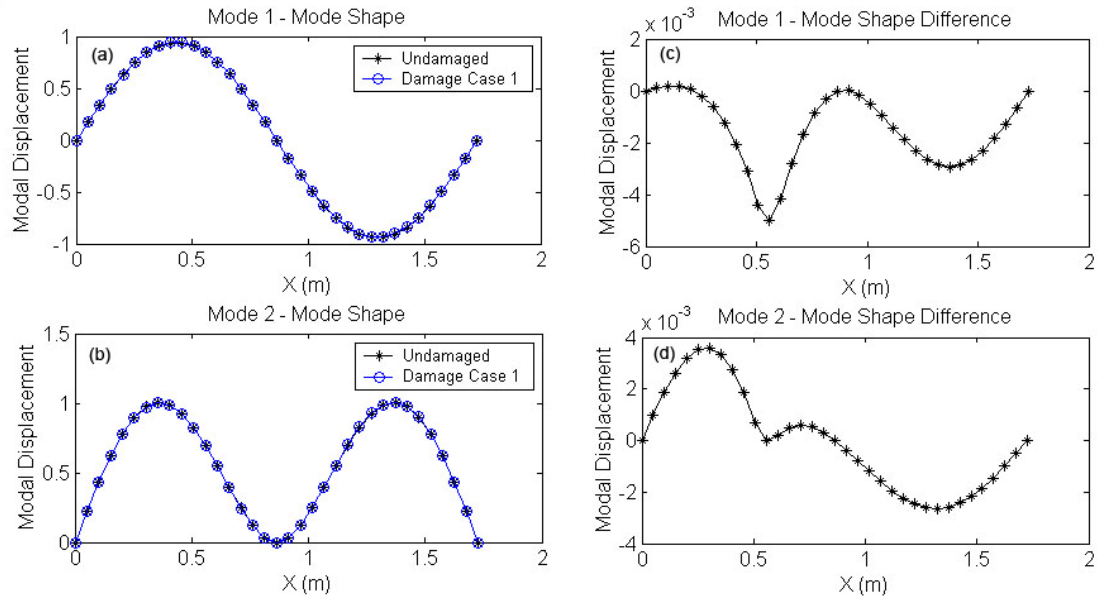 Mode 1 - Mode Shape
(a)
Undamaged
Damage Case 1
Modal Displacement
1
0.5
0
-0.5
-1
0
0.5
1
1.5
2
X (m)
Mode 1 - Mode Shape Difference
x 10^-3
(c)
Modal Displacement
2
0
-2
-4
-6
0
0.5
1
1.5
2
X (m)
Mode 2 - Mode Shape
(b)
Undamaged
Damage Case 1
Modal Displacement
1.5
1
0.5
0
0
0.5
1
1.5
2
X (m)
Mode 2 - Mode Shape Difference
x 10^-3
(d)
Modal Displacement
4
2
0
-2
-4
0
0.5
1
1.5
2
X (m)